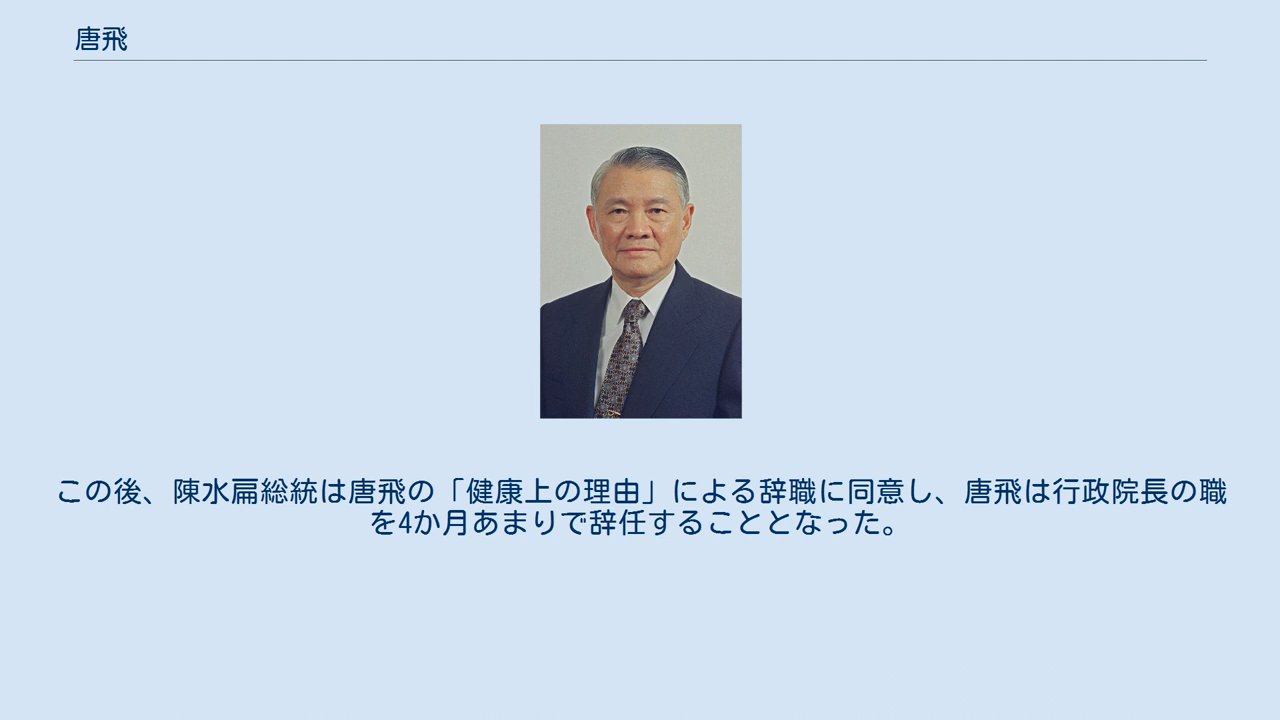 唐飛
この後、陳水扁総統は唐飛の「健康上の理由」による辞職に同意し、唐飛は行政院長の職
を4か月あまりで辞任することとなった。